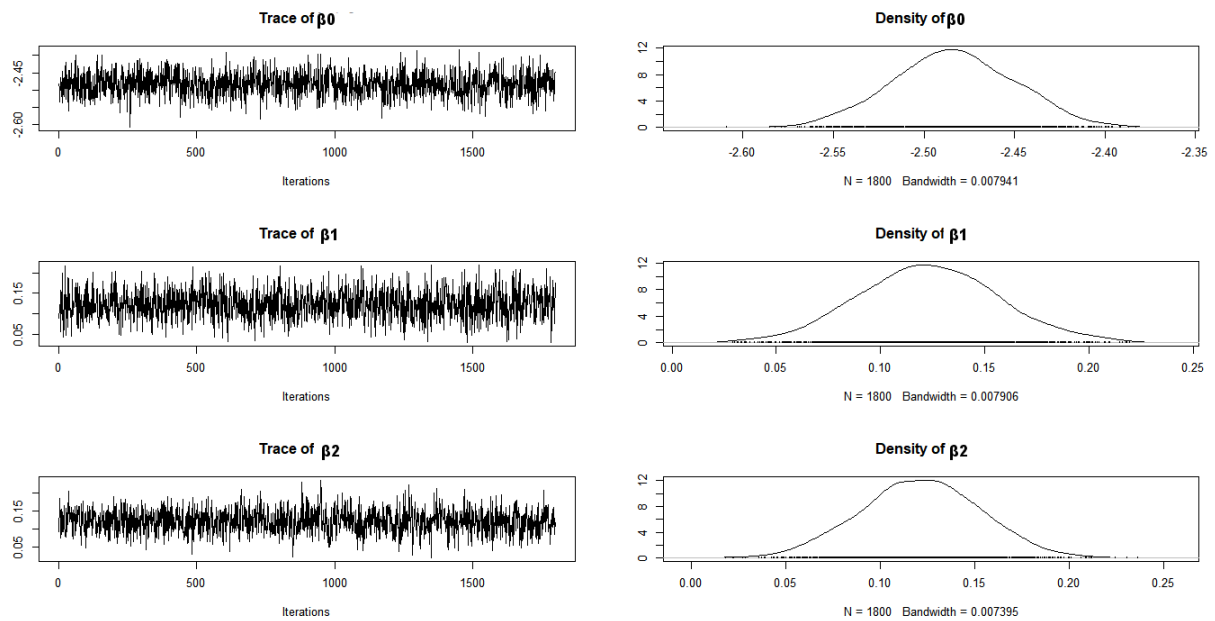 Trace of β0
-2.60 -2.45
0 500 1000 1500
Iterations
Density of β0
0 4 8 12
-2.60 -2.55 -2.50 -2.45 -2.40 -2.35
N = 1800 Bandwidth = 0.007941
Trace of β1
0.05 0.15
0 500 1000 1500
Iterations
Density of β1
0 4 8 12
0.00 0.05 0.10 0.15 0.20 0.25
N = 1800 Bandwidth = 0.007906
Trace of β2
0.05 0.15
0 500 1000 1500
Iterations
Density of β2
0 4 8 12
0.00 0.05 0.10 0.15 0.20 0.25
N = 1800 Bandwidth = 0.007395